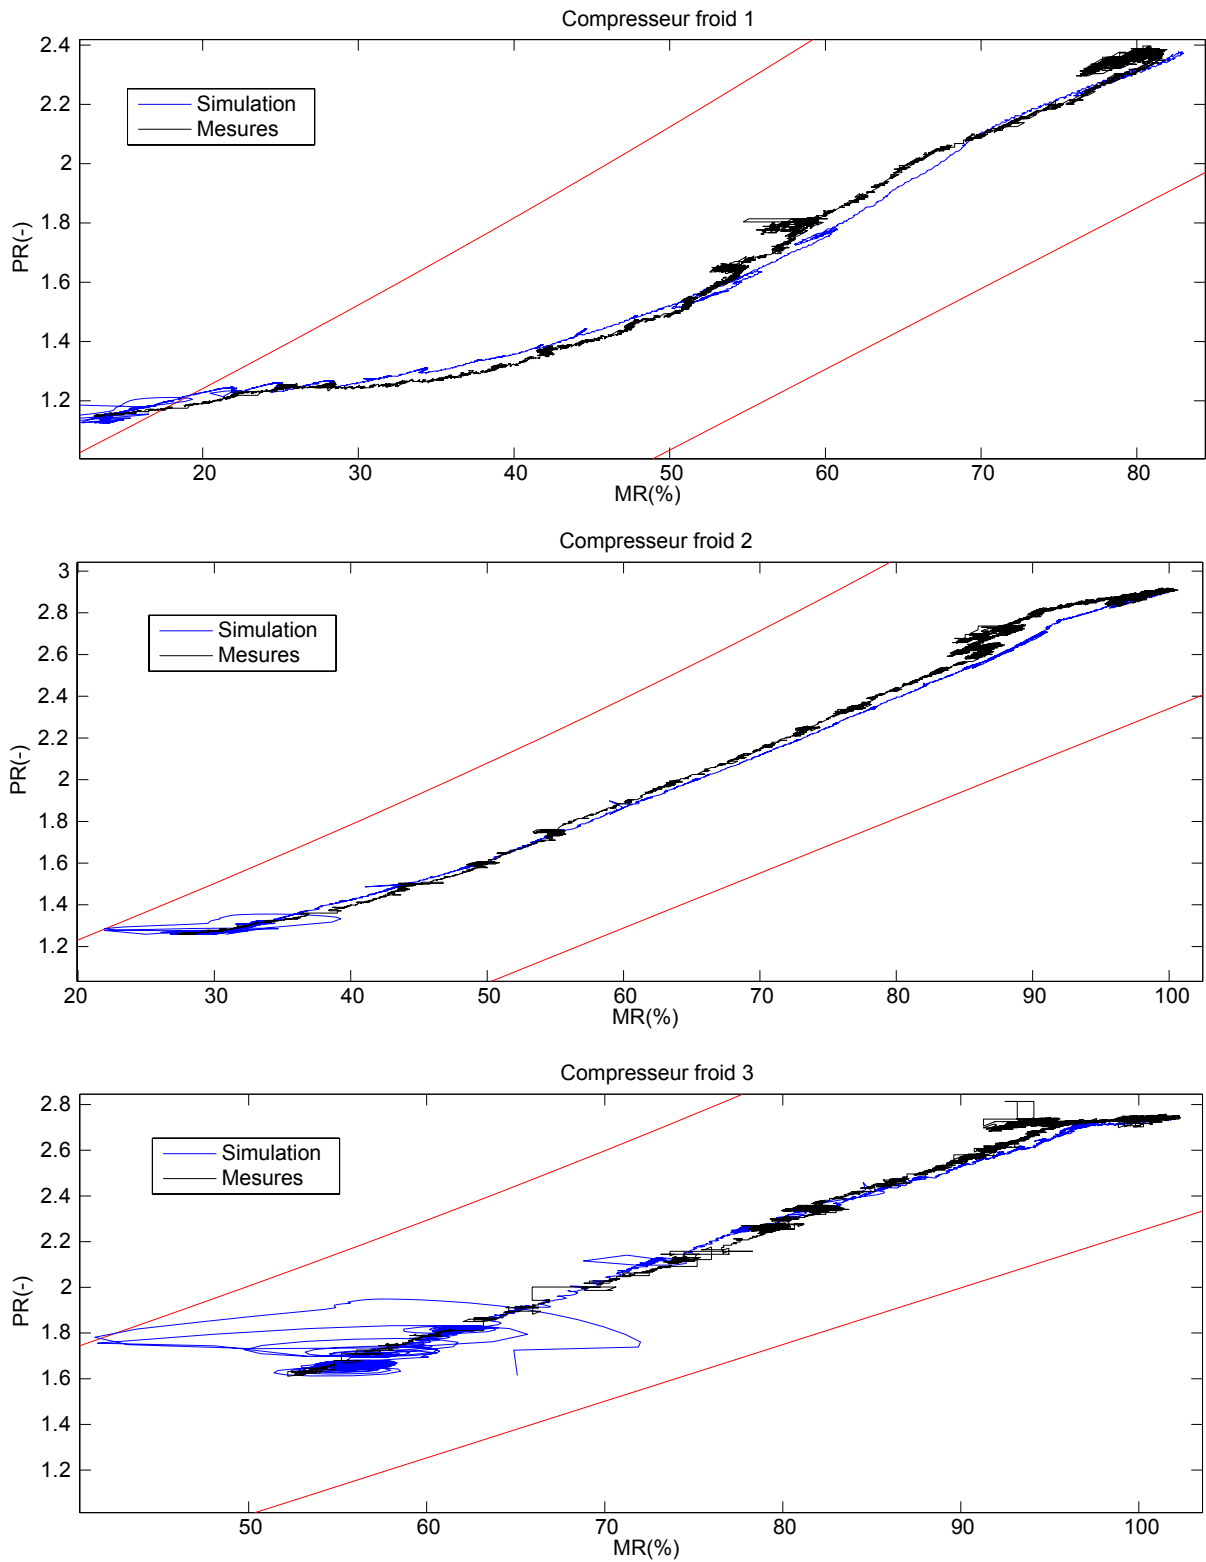 Compresseur froid 1
2.4
2.2
2
1.8
1.6
1.4
1.2
PR(-)
Simulation
Mesures
20 30 40 50 60 70 80
MR(%)
Compresseur froid 2
3
2.8
2.6
2.4
2.2
2
1.8
1.6
1.4
1.2
PR(-)
Simulation
Mesures
20 30 40 50 60 70 80 90 100
MR(%)
Compresseur froid 3
2.8
2.6
2.4
2.2
2
1.8
1.6
1.4
1.2
PR(-)
Simulation
Mesures
50 60 70 80 90 100
MR(%)